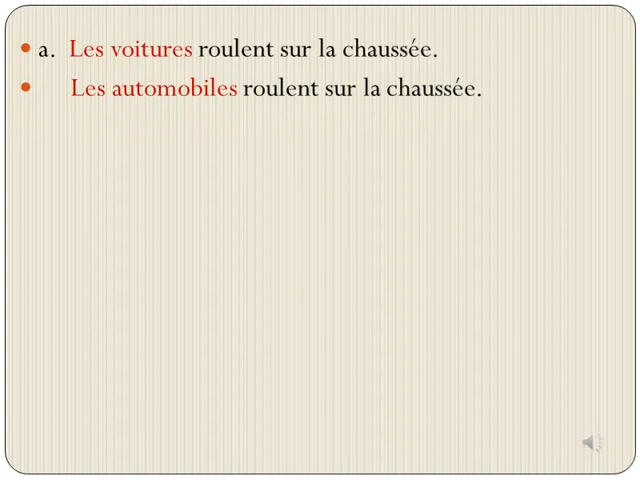 a. Les voitures roulent sur la chaussée.
Les automobiles roulent sur la chaussée.